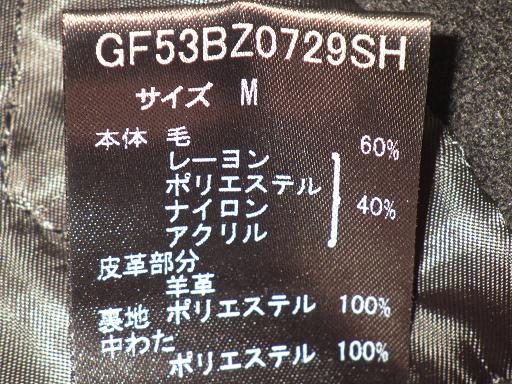 GF53BZ0729SH
サイズ M
本体 毛 60%
レーヨン
ポリエステル
ナイロン 40%
アクリル
皮革部分
羊革
裏地 ポリエステル 100%
中わた
ポリエステル 100%